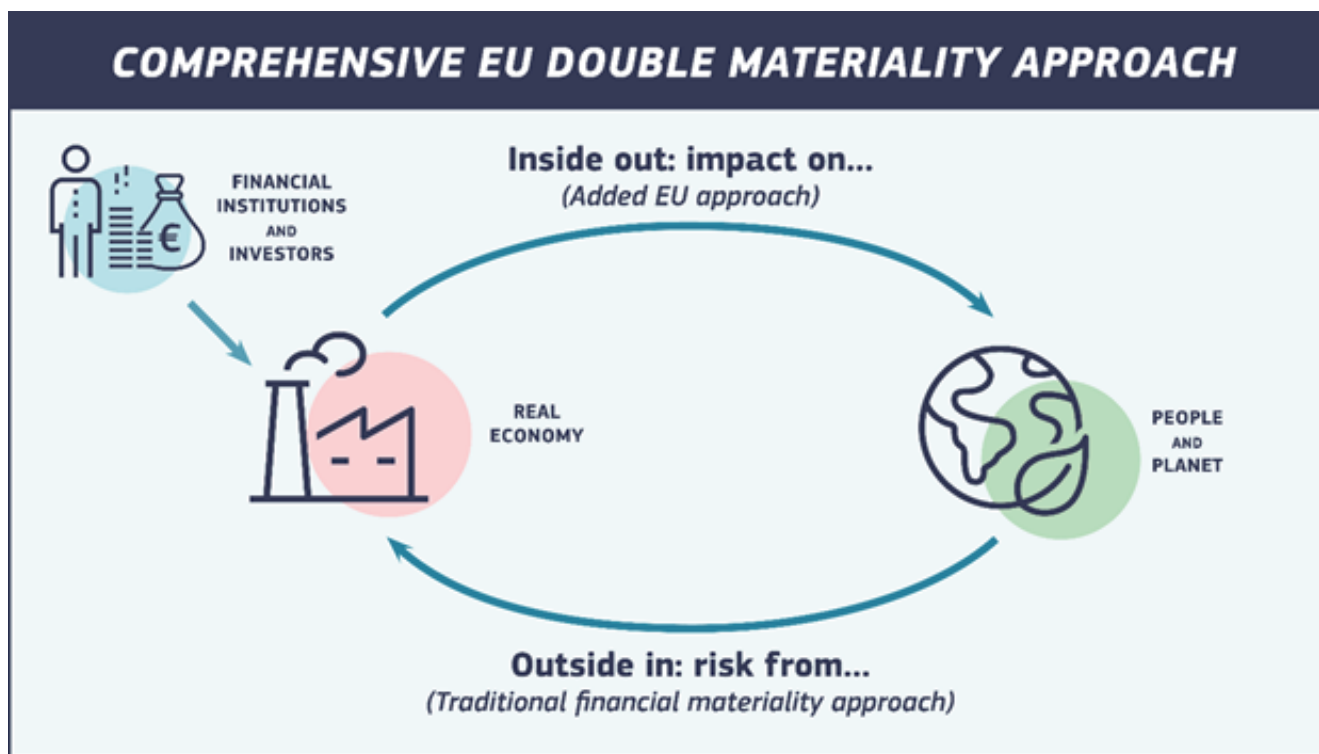 COMPREHENSIVE EU DOUBLE MATERIALITY APPROACH
FINANCIAL
INSTITUTIONS
AND
INVESTORS
Inside out: impact on...
(Added EU approach)
€
REAL
ECONOMY
PEOPLE
AND
PLANET
Outside in: risk from...
(Traditional financial materiality approach)